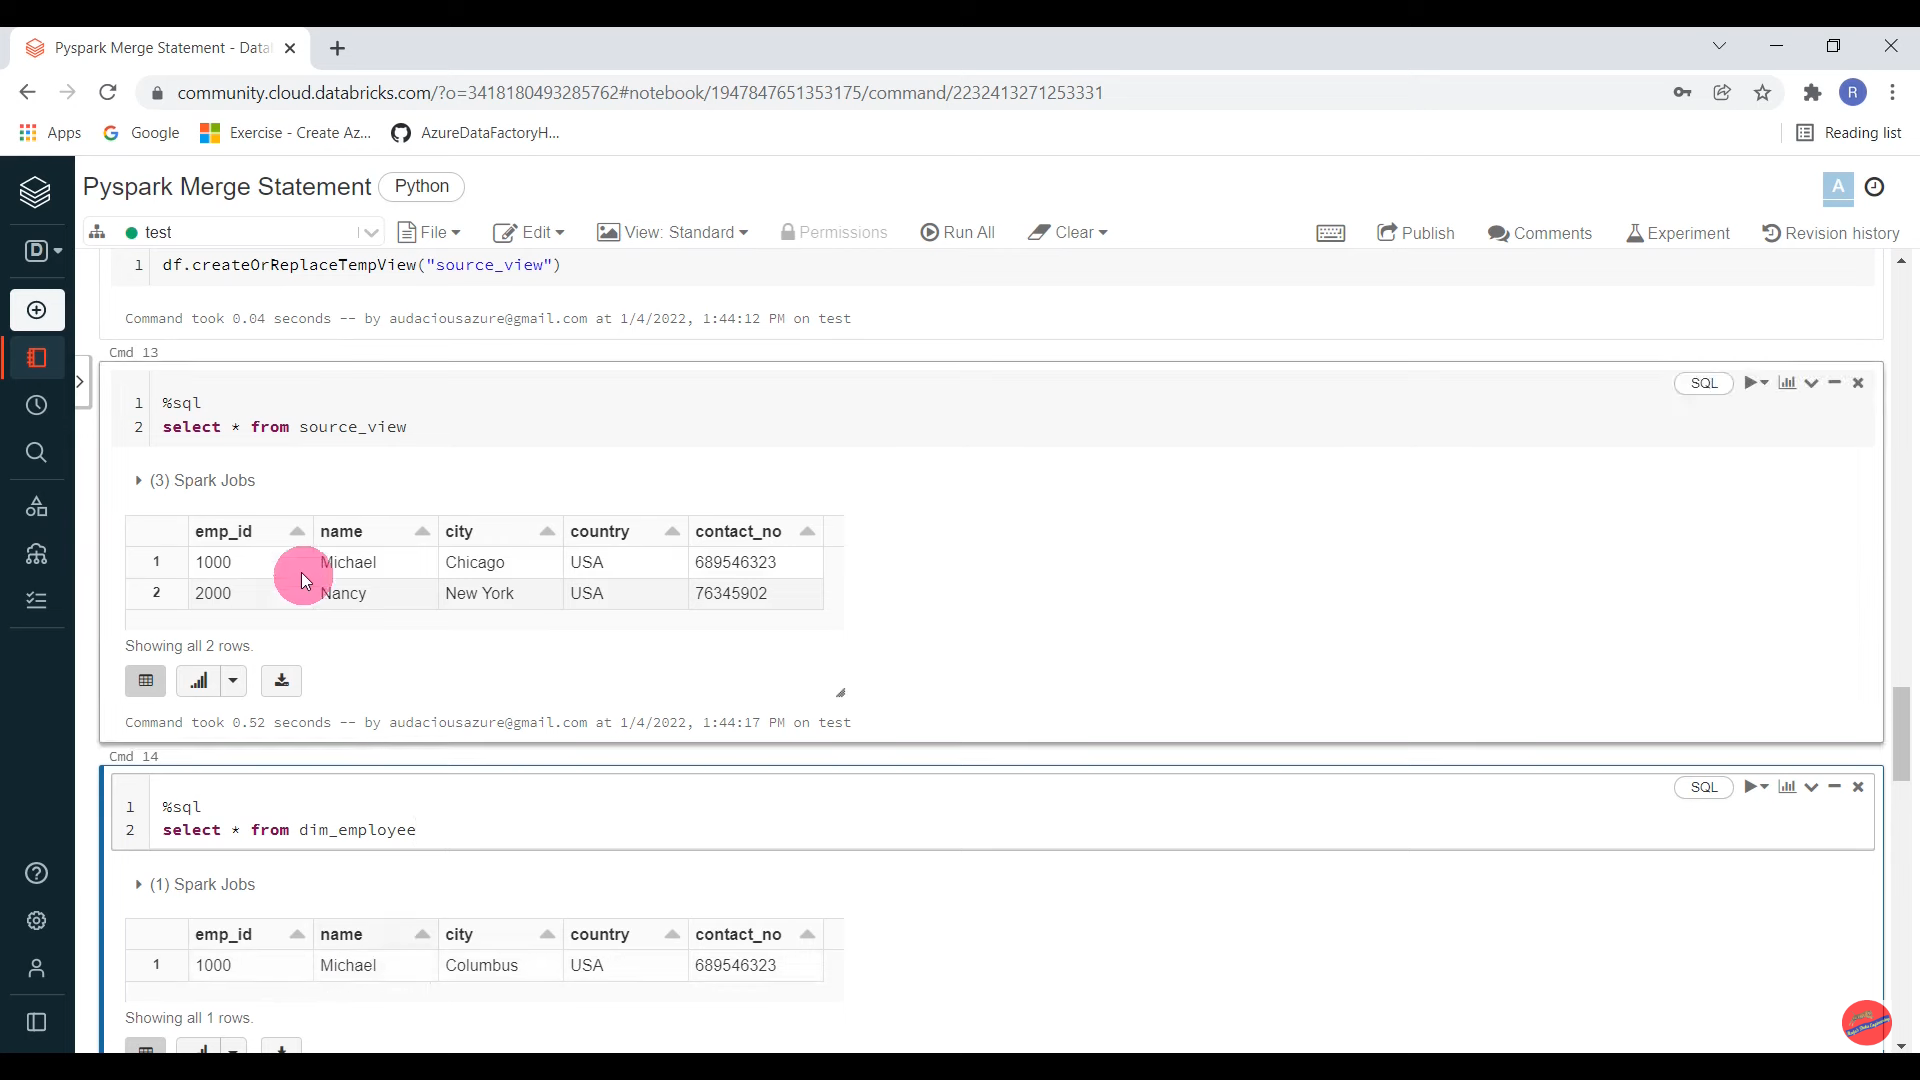 Pyspark Merge Statement - Data
community.cloud.databricks.com/?o=3418180493285762#notebook/1947847651353175/command/2232413271253331
R
Apps
Google
Exercise - Create Az...
AzureDataFactoryH...
Reading list
Pyspark Merge Statement
Python
A
D
test
File
Edit
View: Standard
Permissions
Run All
Clear
Publish
Comments
Experiment
Revision history
1 df.createOrReplaceTempView("source_view")
Command took 0.04 seconds -- by audaciousazure@gmail.com at 1/4/2022, 1:44:12 PM on test
Cmd 13
SQL
1 %sql
2 select * from source_view
(3) Spark Jobs
emp_id name city country contact_no
1 1000 Michael Chicago USA 689546323
2 2000 Nancy New York USA 76345902
Showing all 2 rows.
Command took 0.52 seconds -- by audaciousazure@gmail.com at 1/4/2022, 1:44:17 PM on test
Cmd 14
SQL
1 %sql
2 select * from dim_employee
(1) Spark Jobs
emp_id name city country contact_no
1 1000 Michael Columbus USA 689546323
Showing all 1 rows.